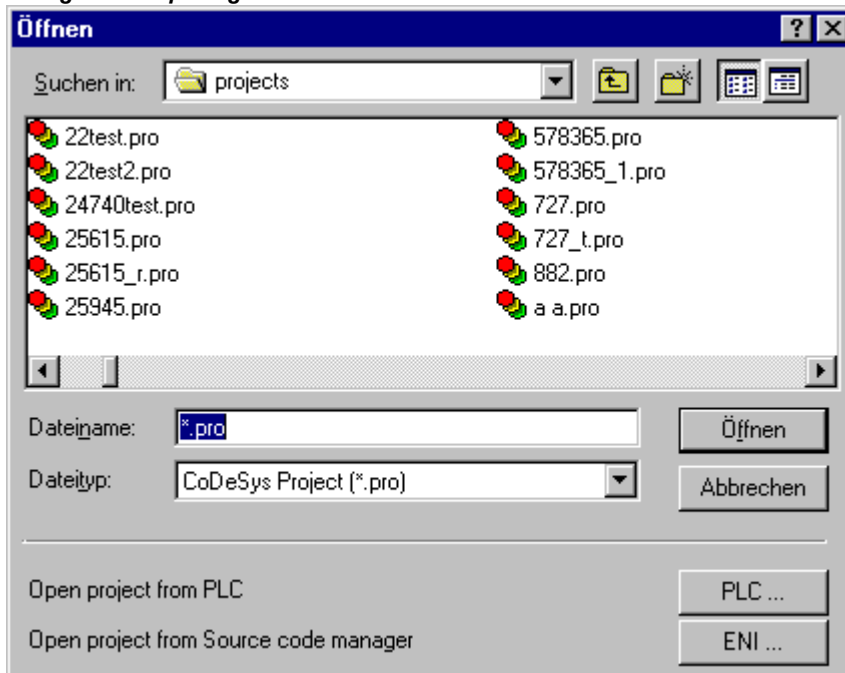 Öffnen
Suchen in: projects
22test.pro
22test2.pro
24740test.pro
25615.pro
25615_r.pro
25945.pro
578365.pro
578365_1.pro
727.pro
727_t.pro
882.pro
a a.pro
Dateiname: *.pro Öffnen
Dateityp: CoDeSys Project (*.pro) Abbrechen
Open project from PLC PLC ...
Open project from Source code manager ENI ...